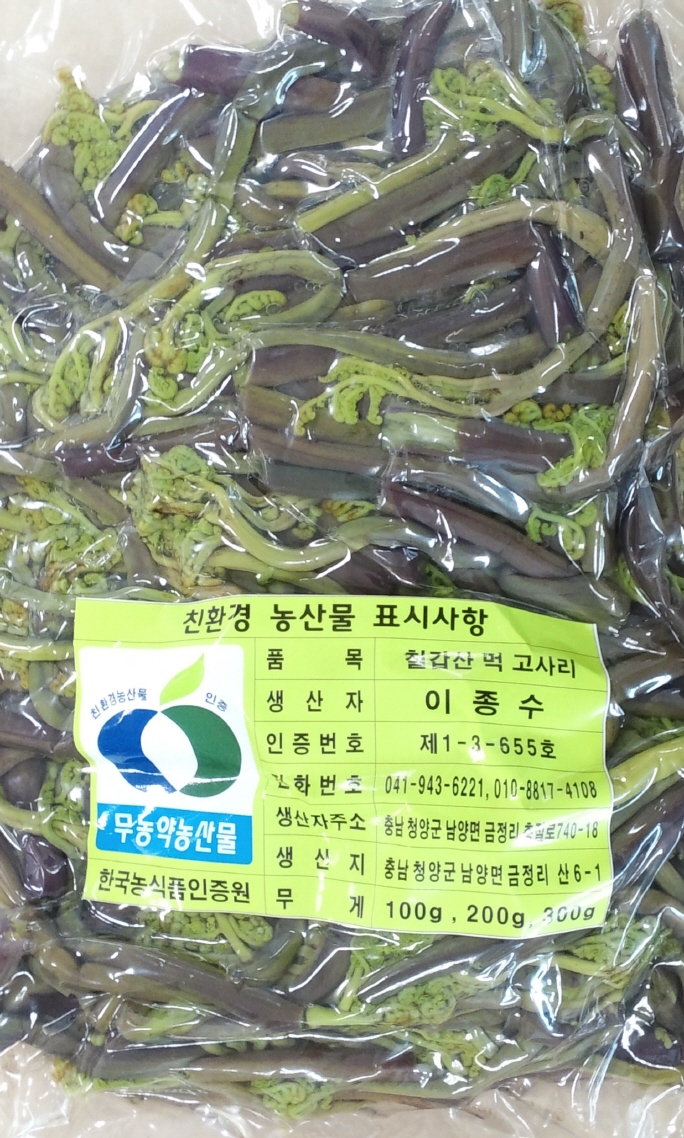 친환경 농산물 표시사항
친환경농산물 인증
무농약농산물
한국농식품인증원
품 목 칠갑산 먹 고사리
생 산 자 이 종 수
인증번호 제1-3-655호
화번호 041-943-6221, 010-8817-4108
생산자주소 충남 청양군 남양면 금정리 740-18
생 산 지 충남 청양군 남양면 금정리 산 6-1
무 게 100g , 200g, 300g